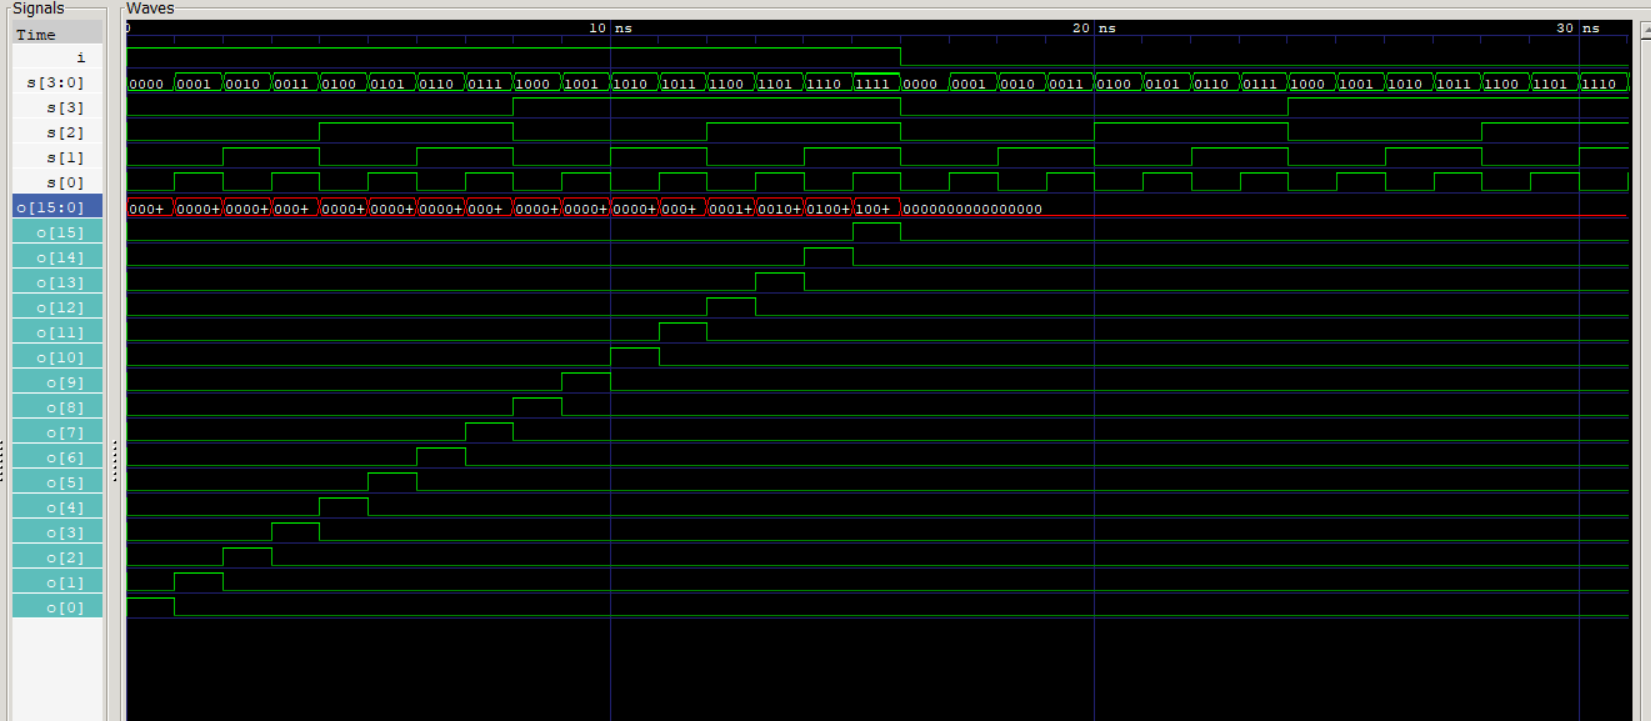 Signals Waves
Time 0 10 ns 20 ns 30 ns
i
s[3:0] 0000 0001 0010 0011 0100 0101 0110 0111 1000 1001 1010 1011 1100 1101 1110 1111 0000 0001 0010 0011 0100 0101 0110 0111 1000 1001 1010 1011 1100 1101 1110
s[3]
s[2]
s[1]
s[0]
o[15:0] 000+ 0000+ 0000+ 000+ 0000+ 0000+ 0000+ 000+ 0000+ 0000+ 0000+ 000+ 0001+ 0010+ 0100+ 100+ 0000000000000000
o[15]
o[14]
o[13]
o[12]
o[11]
o[10]
o[9]
o[8]
o[7]
o[6]
o[5]
o[4]
o[3]
o[2]
o[1]
o[0]